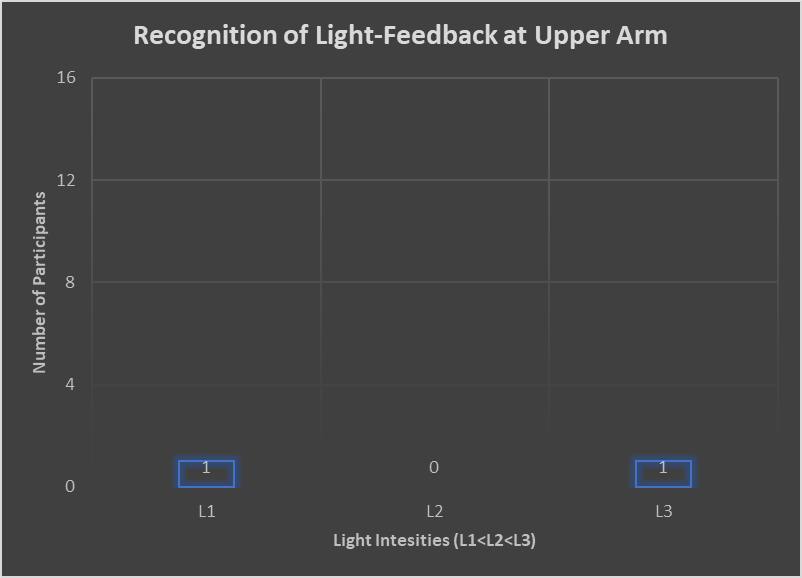 Recognition of Light-Feedback at Upper Arm
16
12
8
4
0
Number of Participants
1
0
1
L1
L2
L3
Light Intesities (L1<L2<L3)